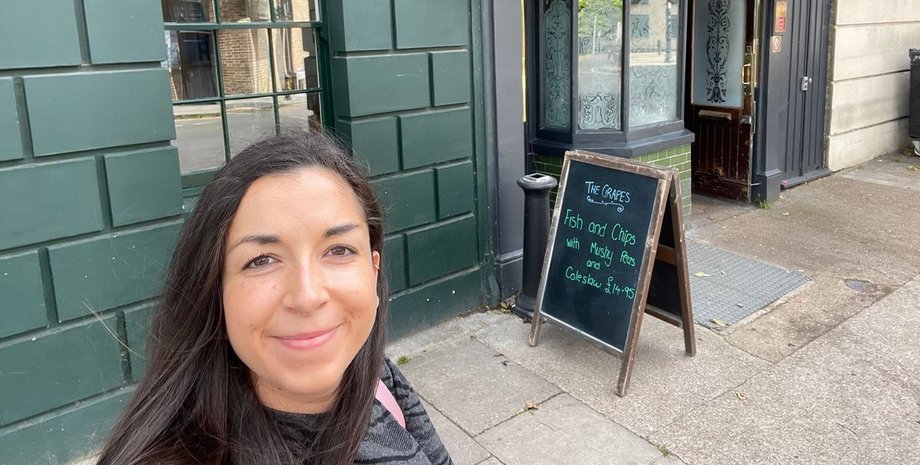 THE GRAPES
Fish and Chips
with Mushy Peas
and
Coleslaw £14.95